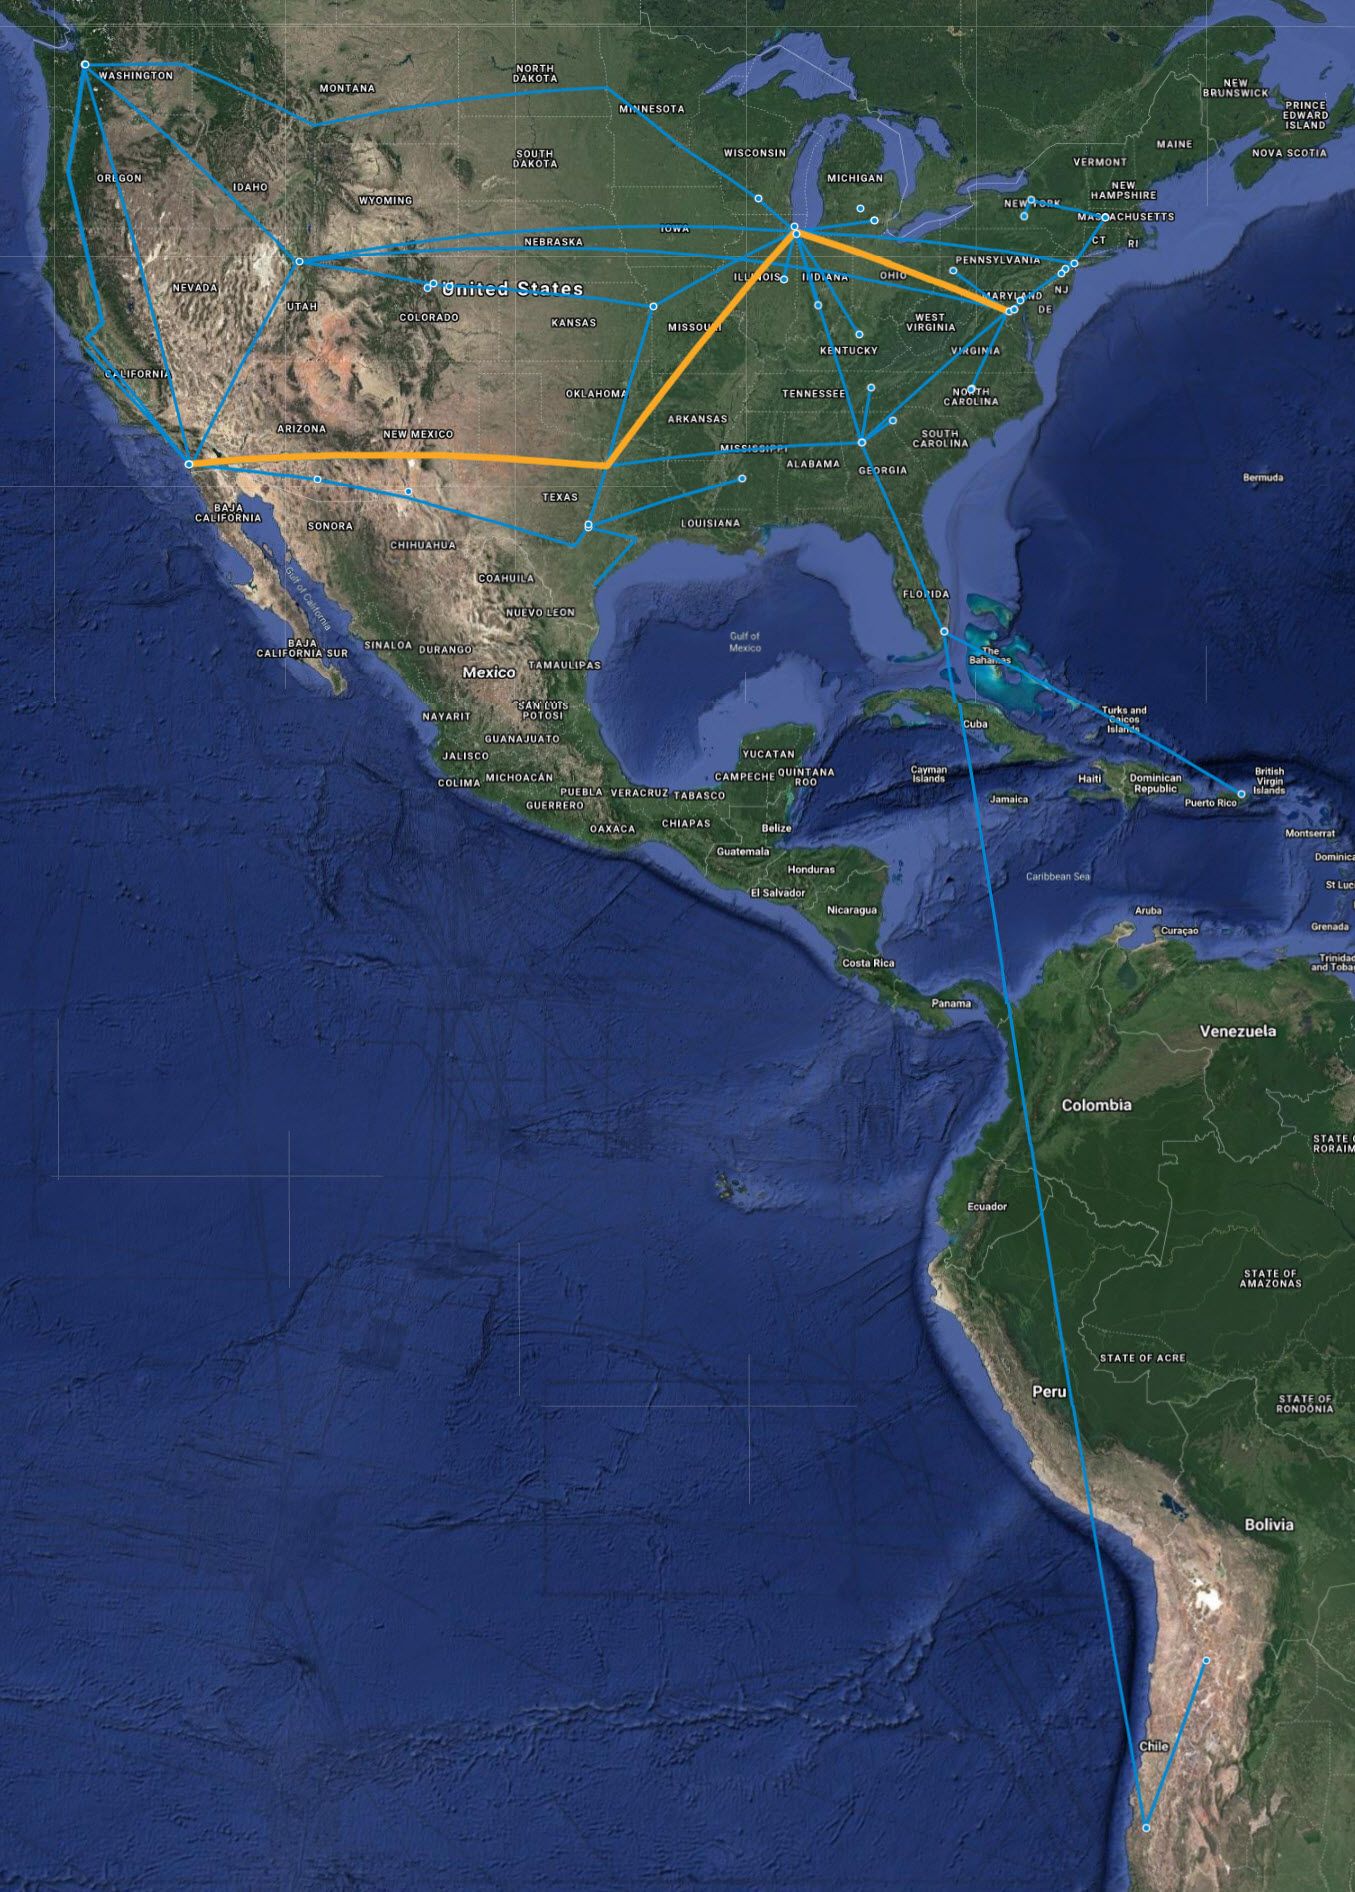 WASHINGTON
MONTANA
NORTH
DAKOTA
MINNESOTA
NEW
BRUNSWICK
PRINCE
EDWARD
ISLAND
NOVA SCOTIA
MAINE
VERMONT
WISCONSIN
MICHIGAN
SOUTH
DAKOTA
OREGON
IDAHO
WYOMING
NEW
HAMPSHIRE
NEW YORK
MASSACHUSETTS
CT
RI
IOWA
NEBRASKA
PENNSYLVANIA
ILLINOIS
INDIANA
OHIO
NEVADA
UTAH
United States
COLORADO
KANSAS
MISSOURI
MARYLAND
NJ
DE
WEST
VIRGINIA
KENTUCKY
VIRGINIA
CALIFORNIA
OKLAHOMA
TENNESSEE
NORTH
CAROLINA
ARIZONA
NEW MEXICO
ARKANSAS
MISSISSIPPI
ALABAMA
GEORGIA
SOUTH
CAROLINA
Bermuda
TEXAS
BAJA
CALIFORNIA
SONORA
CHIHUAHUA
LOUISIANA
COAHUILA
Gulf of California
NUEVO LEON
FLORIDA
BAJA
CALIFORNIA SUR
SINALOA
DURANGO
Mexico
TAMAULIPAS
Gulf of
Mexico
The
Bahamas
NAYARIT
SAN LUIS
POTOSI
Cuba
Turks and
Caicos
Islands
GUANAJUATO
JALISCO
COLIMA
MICHOACÁN
YUCATAN
CAMPECHE
QUINTANA
ROO
Cayman
Islands
Haiti
Dominican
Republic
British
Virgin
Islands
Puerto Rico
PUEBLA
VERACRUZ
TABASCO
GUERRERO
Jamaica
OAXACA
CHIAPAS
Belize
Montserrat
Guatemala
Honduras
Dominica
El Salvador
Caribbean Sea
St Luc
Nicaragua
Aruba
Curaçao
Grenada
Costa Rica
Trinidad
and Tobag
Panama
Venezuela
Colombia
STATE O
RORAIM
Ecuador
STATE OF
AMAZONAS
STATE OF ACRE
Peru
STATE OF
RONDÔNIA
Bolivia
Chile